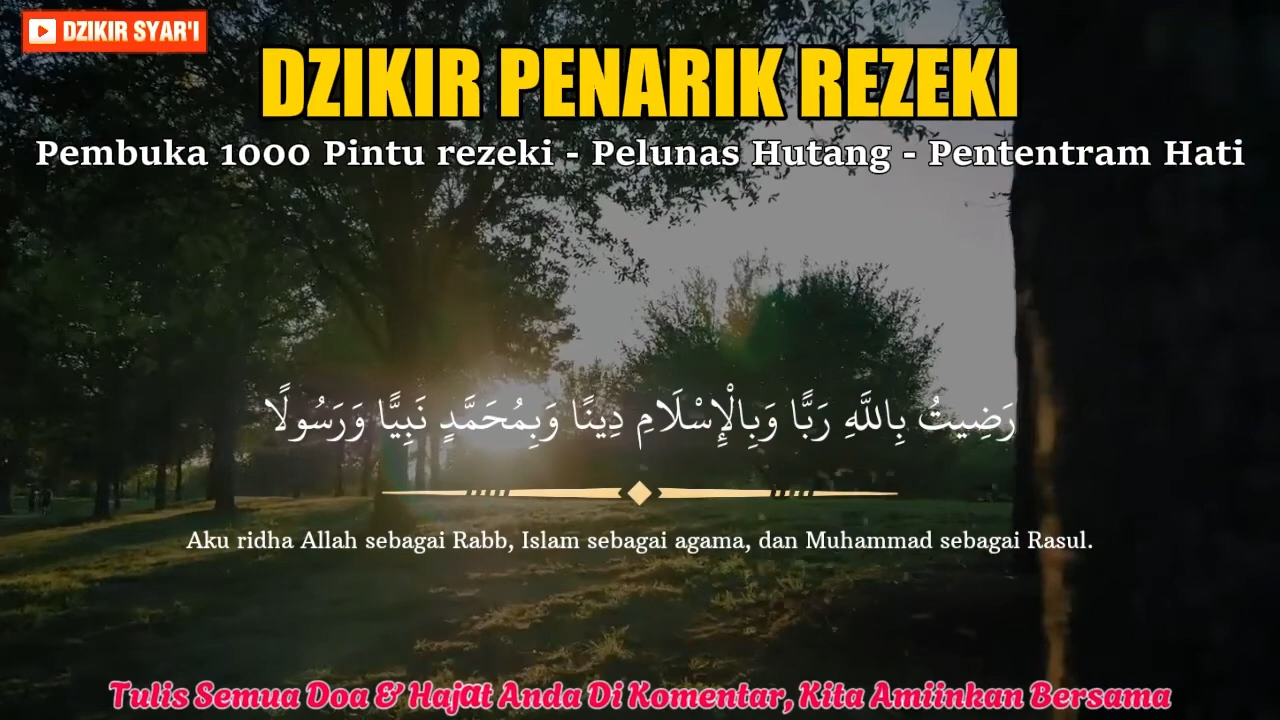 DZIKIR SYAR'I
DZIKIR PENARIK REZEKI
Pembuka 1000 Pintu rezeki - Pelunas Hutang - Pententram Hati
رَضِيتُ بِاللَّهِ رَبًّا وَبِالْإِسْلَامِ دِينًا وَبِمُحَمَّدٍ نَبِيًّا وَرَسُولًا
Aku ridha Allah sebagai Rabb, Islam sebagai agama, dan Muhammad sebagai Rasul.
Tulis Semua Doa & Hajat Anda Di Komentar, Kita Amiinkan Bersama